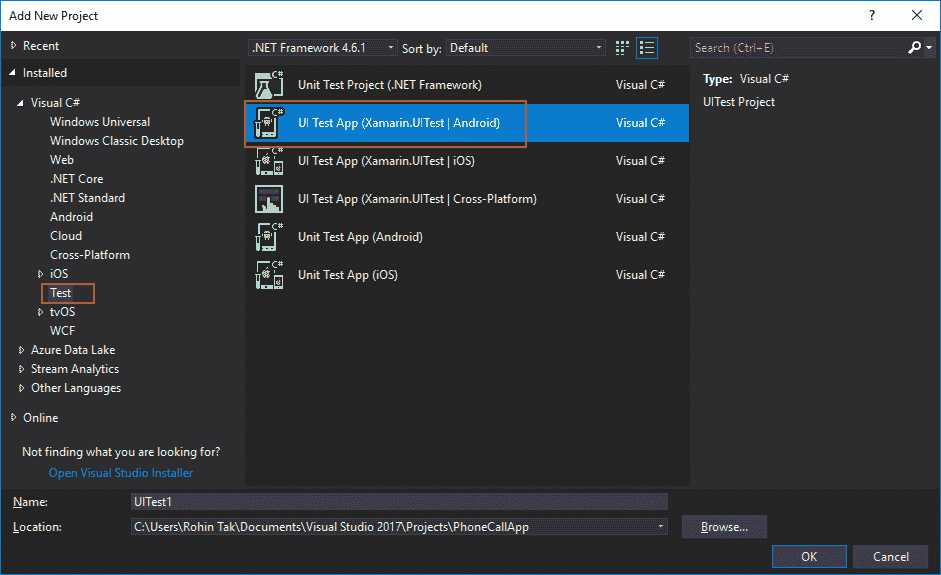 Add New Project
?
Recent
.NET Framework 4.6.1
Sort by:
Default
Search (Ctrl+E)
Installed
Visual C#
Windows Universal
Windows Classic Desktop
Web
.NET Core
.NET Standard
Android
Cloud
Cross-Platform
iOS
Test
tvOS
WCF
Azure Data Lake
Stream Analytics
Other Languages
Online
Not finding what you are looking for?
Open Visual Studio Installer
C# Unit Test Project (.NET Framework) Visual C#
C# UI Test App (Xamarin.UITest | Android) Visual C#
C# UI Test App (Xamarin.UITest | iOS) Visual C#
UI Test App (Xamarin.UITest | Cross-Platform) Visual C#
C# Unit Test App (Android) Visual C#
C# Unit Test App (iOS) Visual C#
Type: Visual C#
UITest Project
Name: UITest1
Location: C:\Users\Rohin Tak\Documents\Visual Studio 2017\Projects\PhoneCallApp
Browse...
OK
Cancel